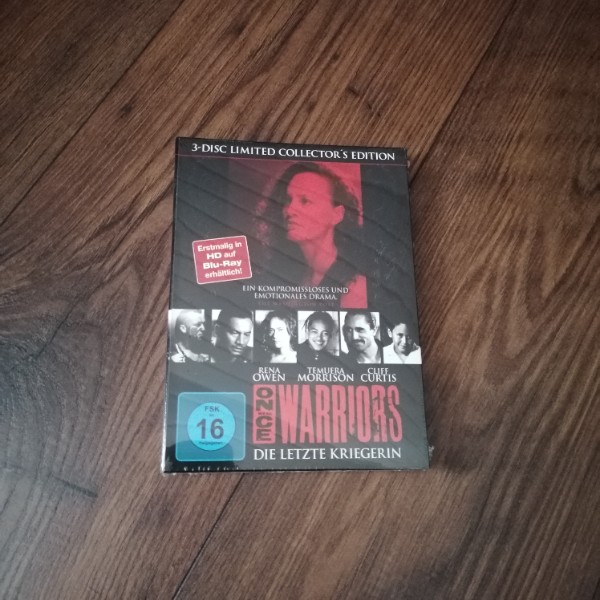 3-DISC LIMITED COLLECTOR'S EDITION
Erstmalig in
HD auf
Blu-Ray
erhältlich!
EIN KOMPROMISSLOSES UND
EMOTIONALES DRAMA.
RENA TEMUERA CLIFF
OWEN MORRISON CURTIS
ONCE
WARRIORS
FSK
16
DIE LETZTE KRIEGERIN